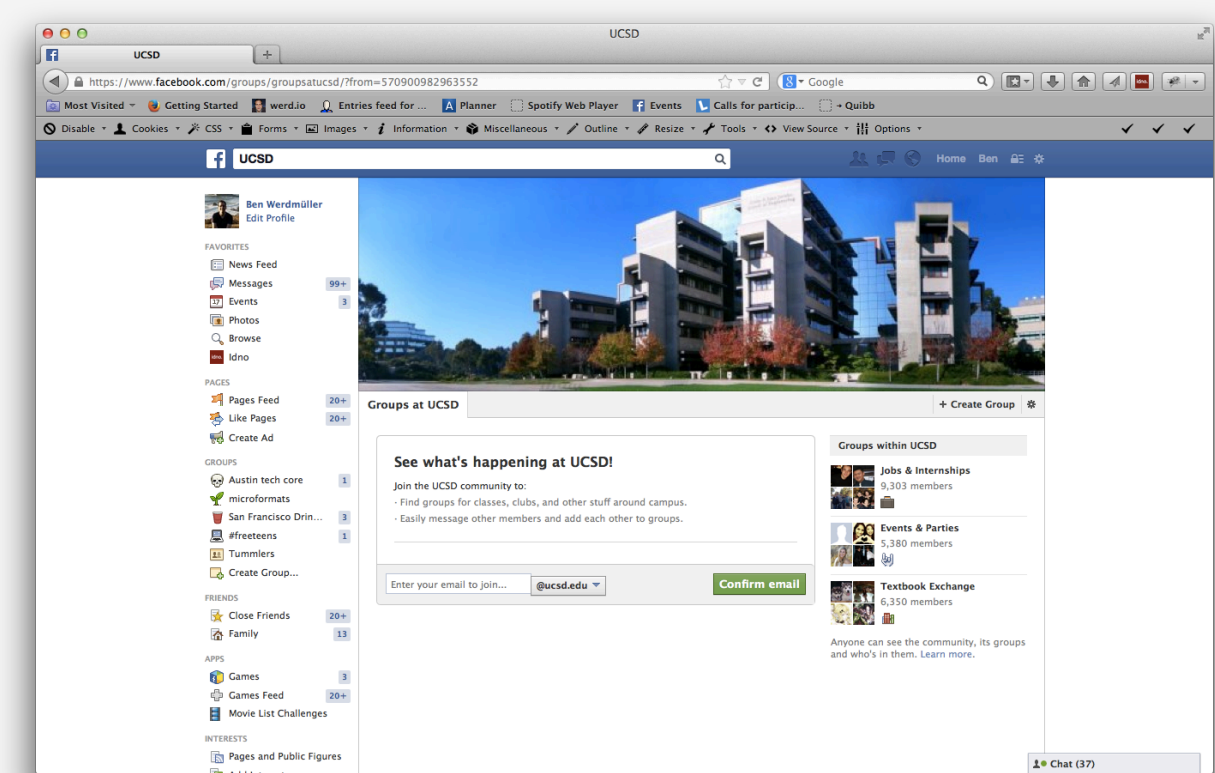 UCSD
UCSD
https://www.facebook.com/groups/groupsatucsd/?from=570900982963552
Google
idno.
Most Visited
Getting Started
werd.io
Entries feed for ...
Planner
Spotify Web Player
Events
Calls for particip...
→ Quibb
Disable
Cookies
CSS
Forms
Images
Information
Miscellaneous
Outline
Resize
Tools
View Source
Options
UCSD
Home
Ben
Ben Werdmüller
Edit Profile
FAVORITES
News Feed
Messages 99+
Events 3
Photos
Browse
Idno
PAGES
Pages Feed 20+
Like Pages 20+
Create Ad
GROUPS
Austin tech core 1
microformats
San Francisco Drin... 3
#freeteens 1
Tummlers
Create Group...
FRIENDS
Close Friends 20+
Family 13
APPS
Games 3
Games Feed 20+
Movie List Challenges
INTERESTS
Pages and Public Figures
Groups at UCSD
+ Create Group
See what's happening at UCSD!
Join the UCSD community to:
· Find groups for classes, clubs, and other stuff around campus.
· Easily message other members and add each other to groups.
Enter your email to join...
@ucsd.edu
Confirm email
Groups within UCSD
Jobs & Internships
9,303 members
Events & Parties
5,380 members
Textbook Exchange
6,350 members
Anyone can see the community, its groups
and who's in them. Learn more.
Chat (37)